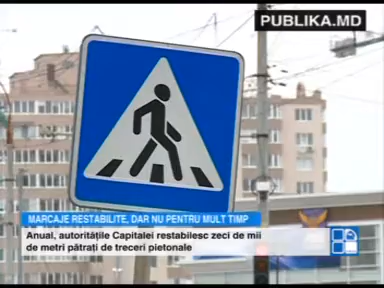 PUBLIKA.MD
MARCAJE RESTABILITE, DAR NU PENTRU MULT TIMP
Anual, autoritățile Capitalei restabilesc zeci de mii
de metri pătrați de treceri pietonale